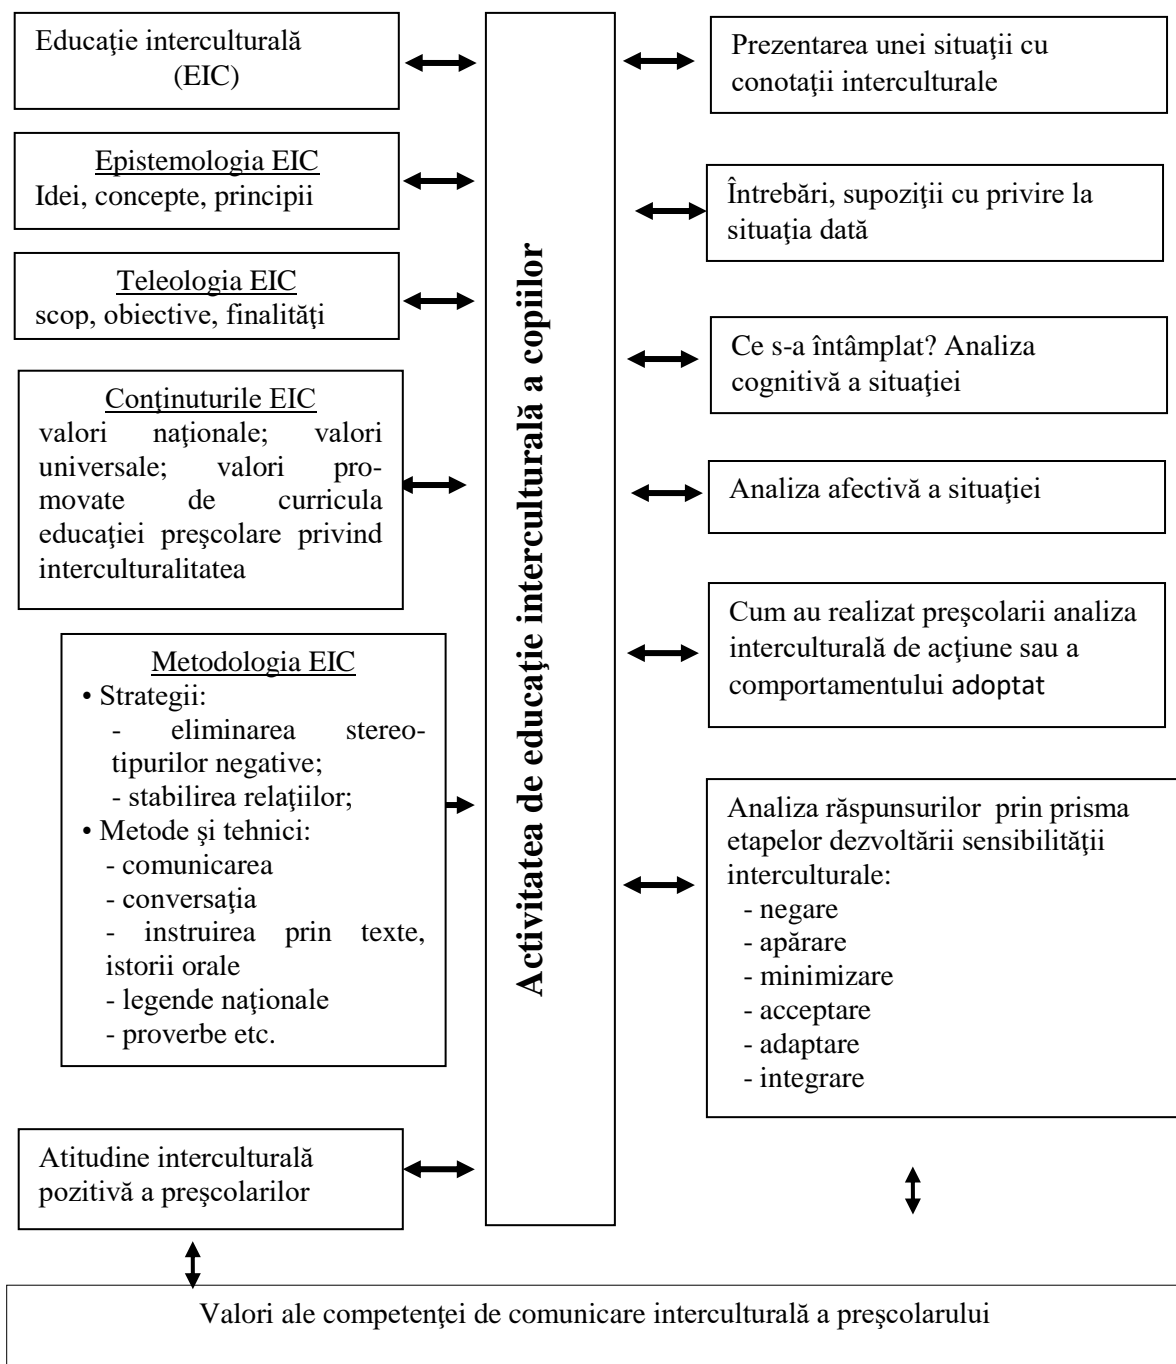 Educaţie interculturală
(EIC)
Epistemologia EIC
Idei, concepte, principii
Teleologia EIC
scop, obiective, finalităţi
Conţinuturile EIC
valori naţionale; valori
universale; valori pro-
movate de curricula
educaţiei preşcolare privind
interculturalitatea
Metodologia EIC
• Strategii:
- eliminarea stereo-
tipurilor negative;
- stabilirea relaţiilor;
• Metode şi tehnici:
- comunicarea
- conversaţia
- instruirea prin texte,
istorii orale
- legende naţionale
- proverbe etc.
Atitudine interculturală
pozitivă a preşcolarilor
Activitatea de educaţie interculturală a copiilor
Prezentarea unei situaţii cu
conotaţii interculturale
Întrebări, supoziţii cu privire la
situaţia dată
Ce s-a întâmplat? Analiza
cognitivă a situaţiei
Analiza afectivă a situaţiei
Cum au realizat preşcolarii analiza
interculturală de acţiune sau a
comportamentului adoptat
Analiza răspunsurilor prin prisma
etapelor dezvoltării sensibilităţii
interculturale:
- negare
- apărare
- minimizare
- acceptare
- adaptare
- integrare
Valori ale competenţei de comunicare interculturală a preşcolarului